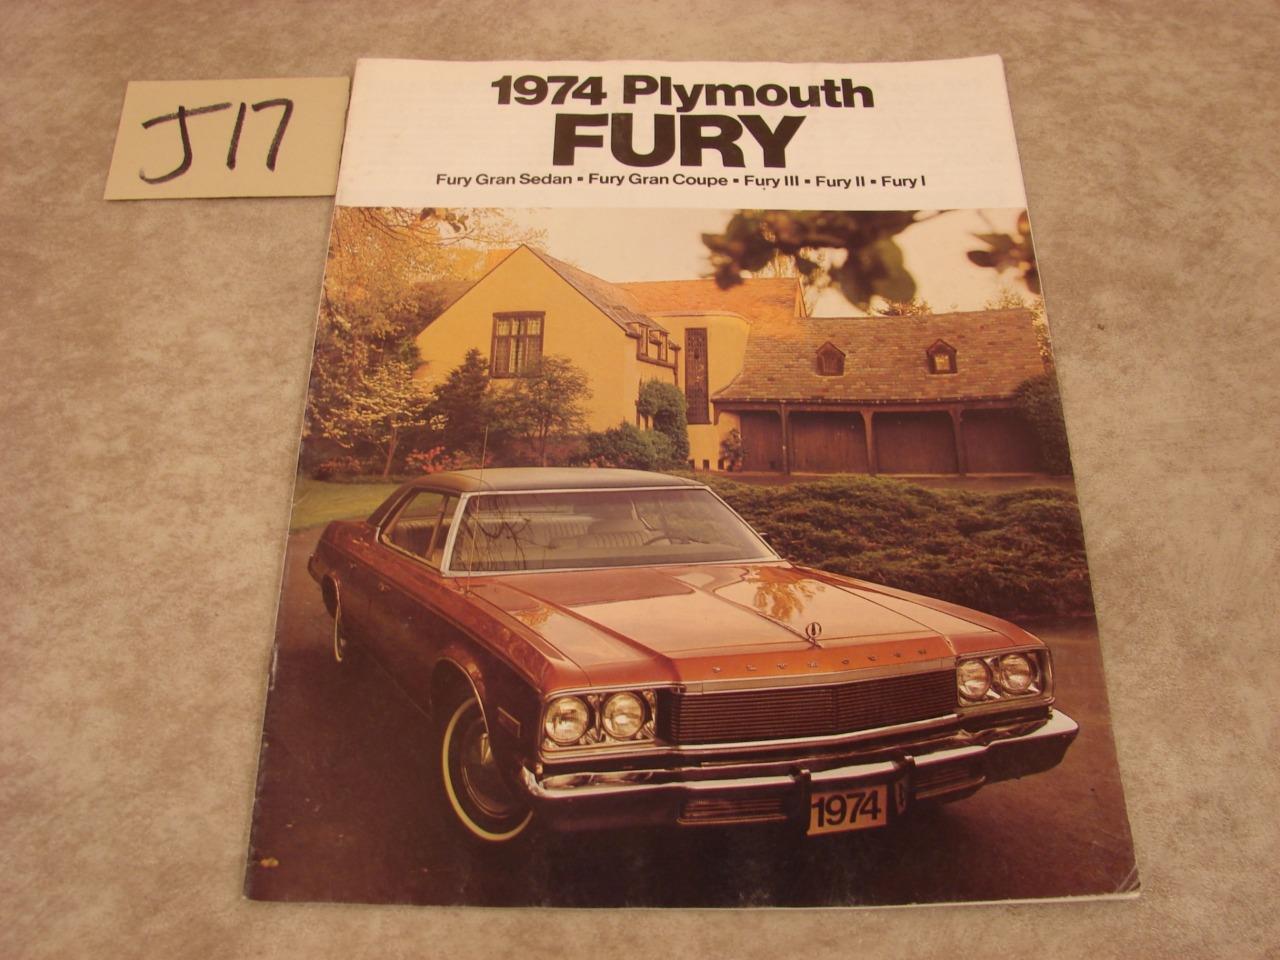 J17
1974 Plymouth
FURY
Fury Gran Sedan ▪ Fury Gran Coupe ▪ Fury III ▪ Fury II ▪ Fury I
PLYMOUTH
1974